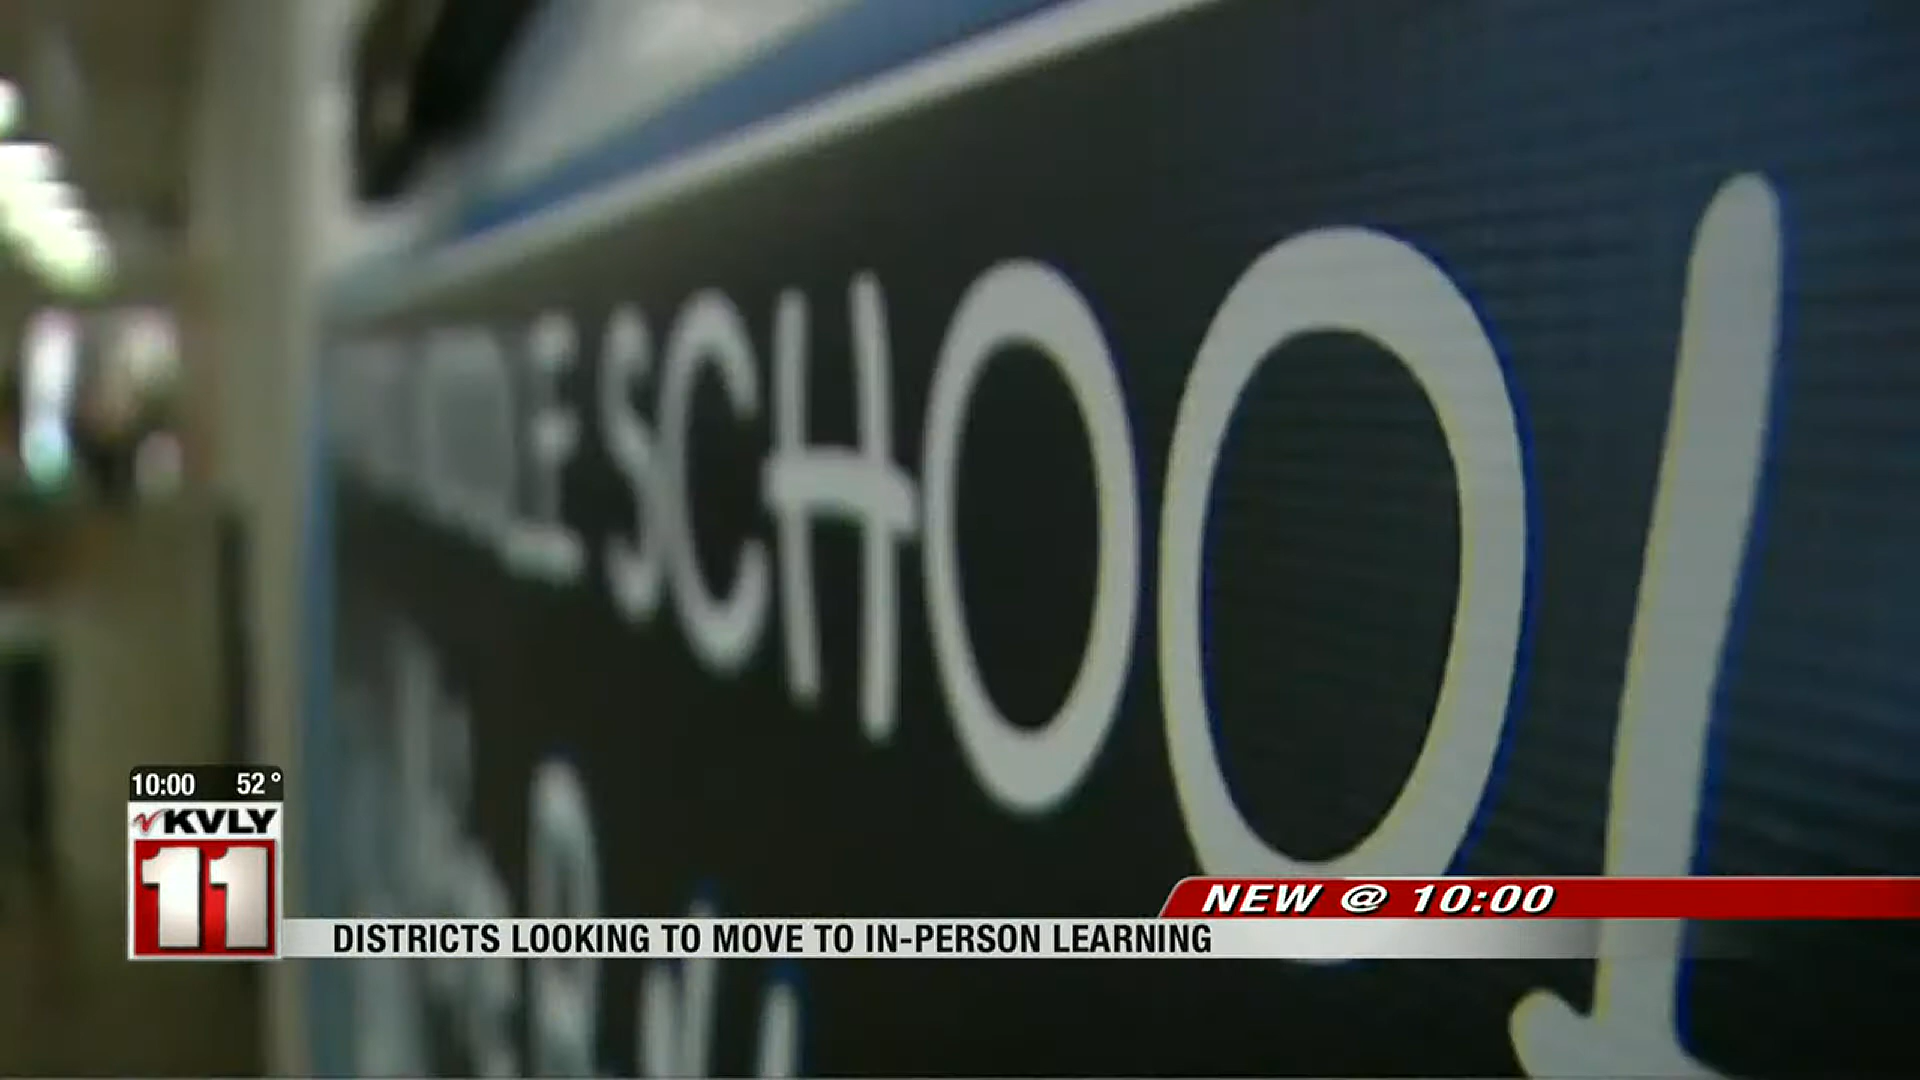 SCHOOL
10:00 52°
KVLY
11
NEW @ 10:00
DISTRICTS LOOKING TO MOVE TO IN-PERSON LEARNING